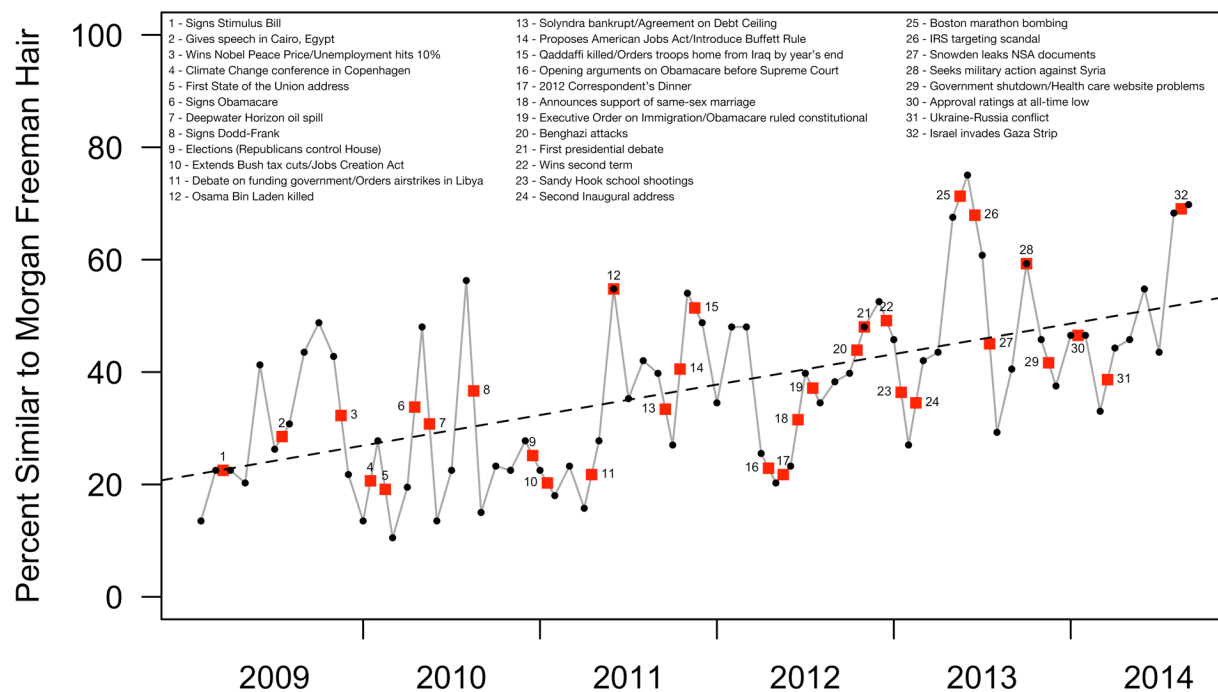 100
80
60
40
20
0
Percent Similar to Morgan Freeman Hair
1 - Signs Stimulus Bill
2 - Gives speech in Cairo, Egypt
3 - Wins Nobel Peace Price/Unemployment hits 10%
4 - Climate Change conference in Copenhagen
5 - First State of the Union address
6 - Signs Obamacare
7 - Deepwater Horizon oil spill
8 - Signs Dodd-Frank
9 - Elections (Republicans control House)
10 - Extends Bush tax cuts/Jobs Creation Act
11 - Debate on funding government/Orders airstrikes in Libya
12 - Osama Bin Laden killed
13 - Solyndra bankrupt/Agreement on Debt Ceiling
14 - Proposes American Jobs Act/Introduce Buffett Rule
15 - Qaddaffi killed/Orders troops home from Iraq by year's end
16 - Opening arguments on Obamacare before Supreme Court
17 - 2012 Correspondent's Dinner
18 - Announces support of same-sex marriage
19 - Executive Order on Immigration/Obamacare ruled constitutional
20 - Benghazi attacks
21 - First presidential debate
22 - Wins second term
23 - Sandy Hook school shootings
24 - Second Inaugural address
25 - Boston marathon bombing
26 - IRS targeting scandal
27 - Snowden leaks NSA documents
28 - Seeks military action against Syria
29 - Government shutdown/Health care website problems
30 - Approval ratings at all-time low
31 - Ukraine-Russia conflict
32 - Israel invades Gaza Strip
1
2
3
4
5
6
7
8
9
10
11
12
13
14
15
16
17
18
19
20
21
22
23
24
25
26
27
28
29
30
31
32
2009
2010
2011
2012
2013
2014